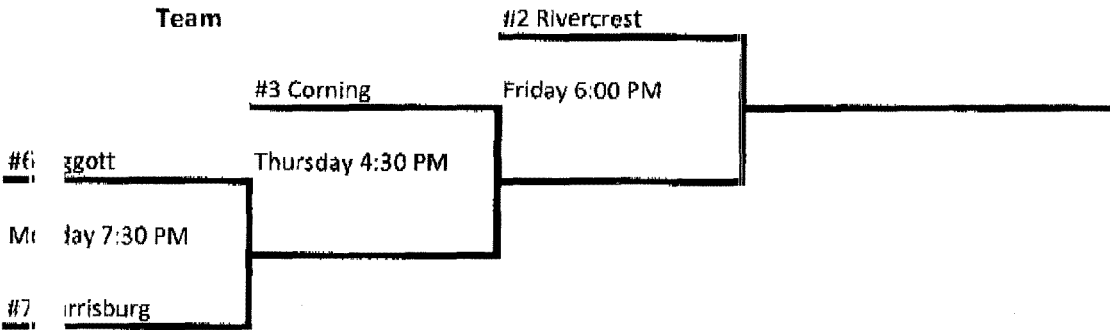 Team
#2 Rivercrest
#3 Corning
Friday 6:00 PM
Thursday 4:30 PM
7:30 PM